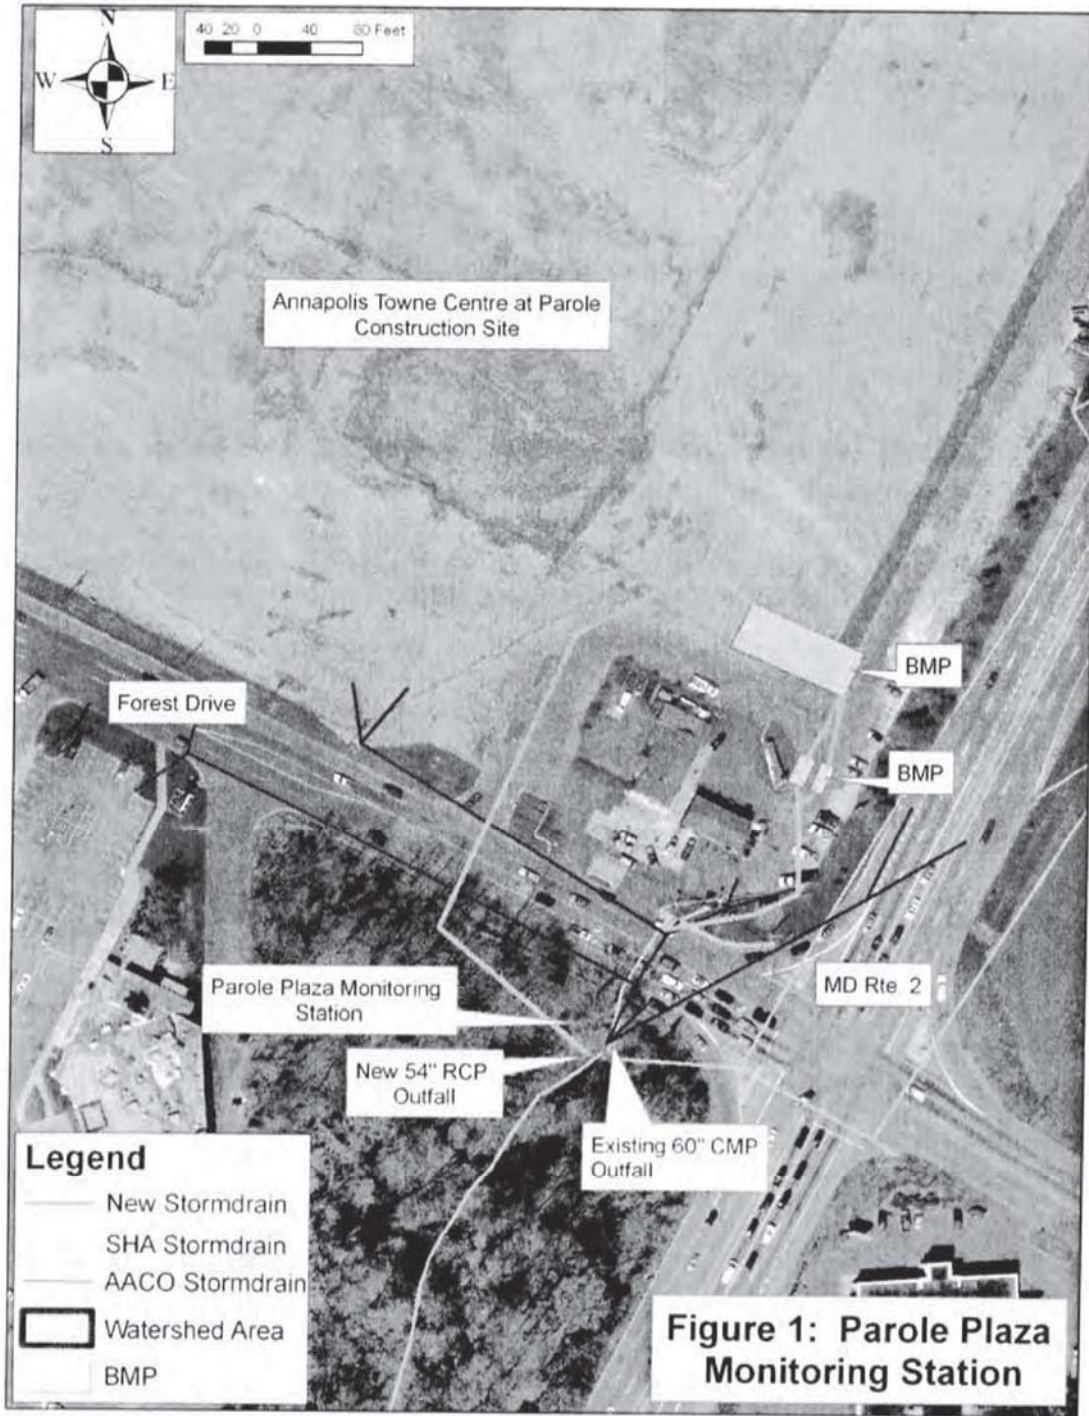 N
W E
S
40 20 0 40 80 Feet
Annapolis Towne Centre at Parole
Construction Site
BMP
Forest Drive
BMP
MD Rte. 2
Parole Plaza Monitoring
Station
New 54" RCP
Outfall
Existing 60" CMP
Outfall
Legend
New Stormdrain
SHA Stormdrain
AACO Stormdrain
Watershed Area
BMP
Figure 1: Parole Plaza
Monitoring Station